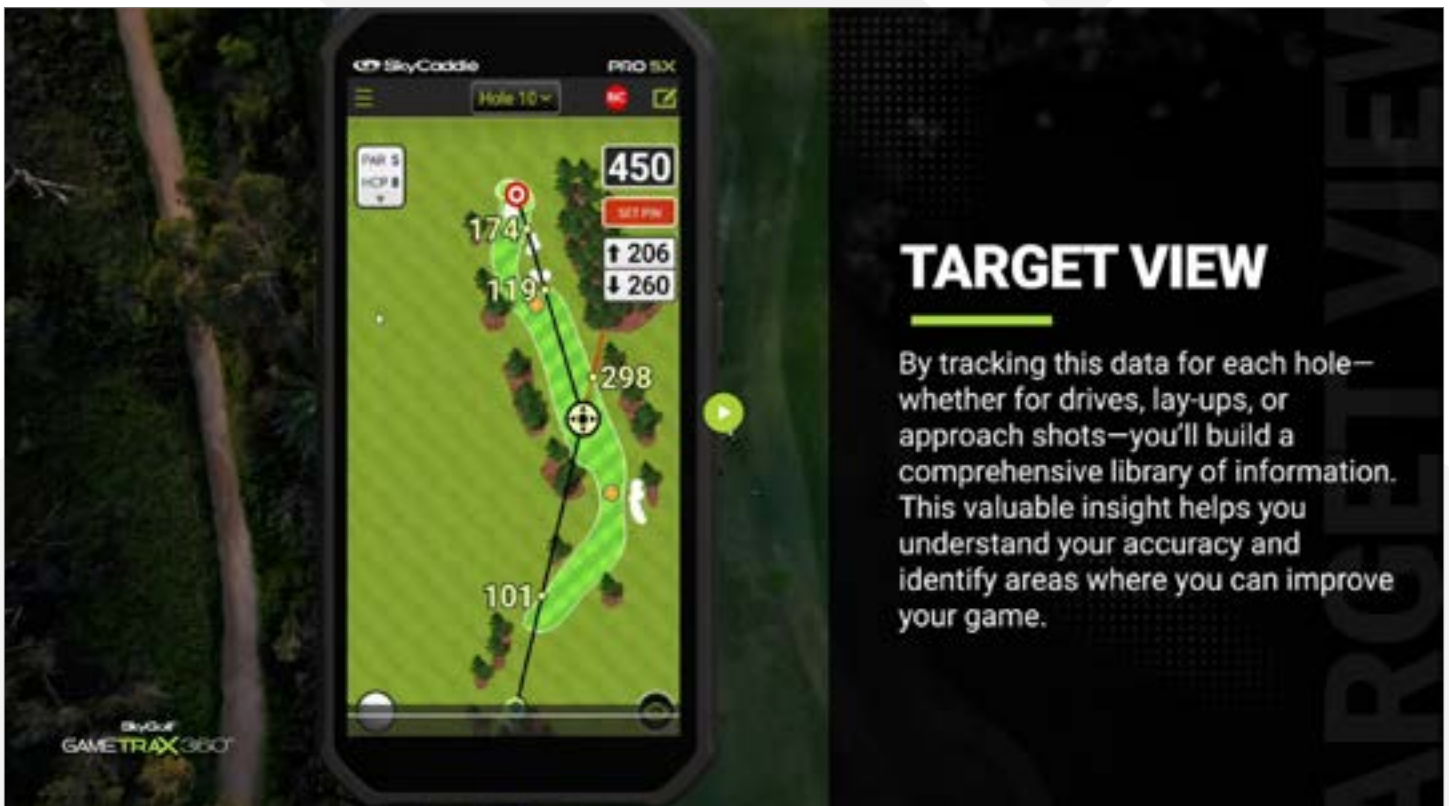 SkyCaddie PRO 5X
Hole 10
PAR 5
HCP 8
450
SET PIN
↑ 206
↓ 260
174
119
298
101
TARGET VIEW
By tracking this data for each hole—
whether for drives, lay-ups, or
approach shots—you’ll build a
comprehensive library of information.
This valuable insight helps you
understand your accuracy and
identify areas where you can improve
your game.
SkyGolf
GAMETRAX360°